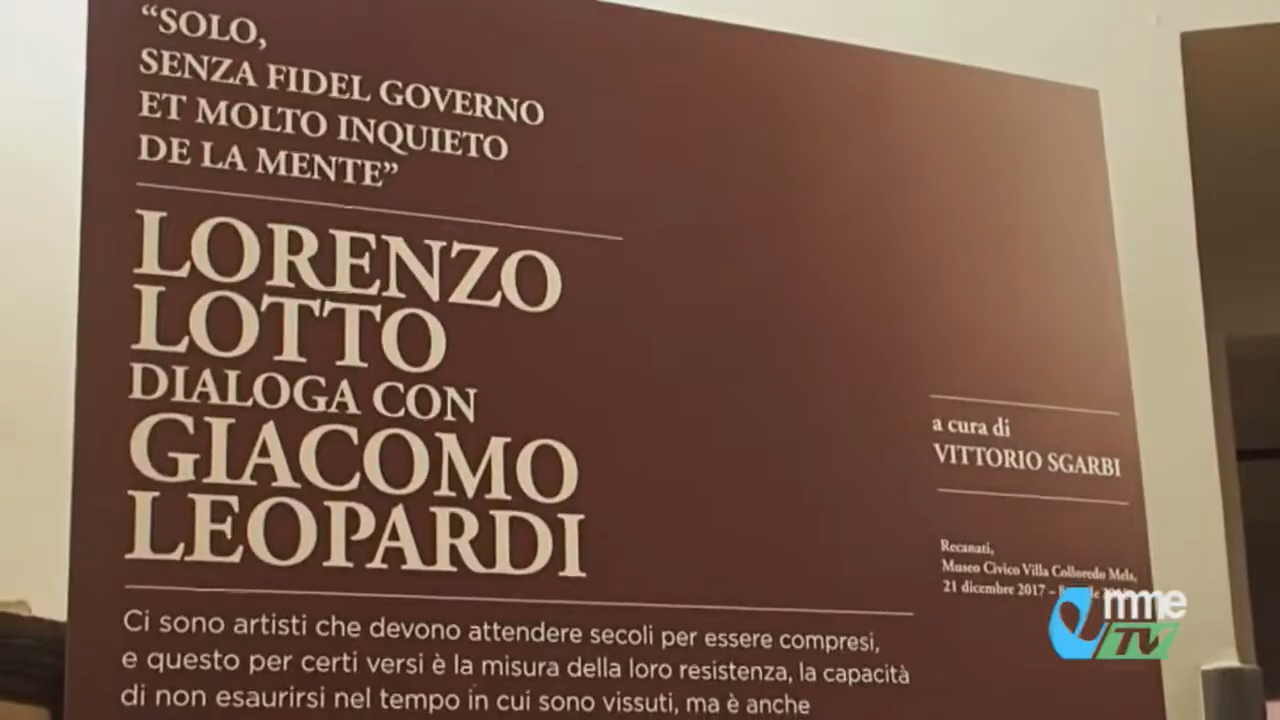 “SOLO,
SENZA FIDEL GOVERNO
ET MOLTO INQUIETO
DE LA MENTE”
LORENZO
LOTTO
DIALOGA CON
GIACOMO
LEOPARDI
a cura di
VITTORIO SGARBI
Recanati,
Museo Civico Villa Colloredo Mels,
21 dicembre 2017 –
Ci sono artisti che devono attendere secoli per essere compresi,
e questo per certi versi è la misura della loro resistenza, la capacità
di non esaurirsi nel tempo in cui sono vissuti, ma è anche
emme
TV